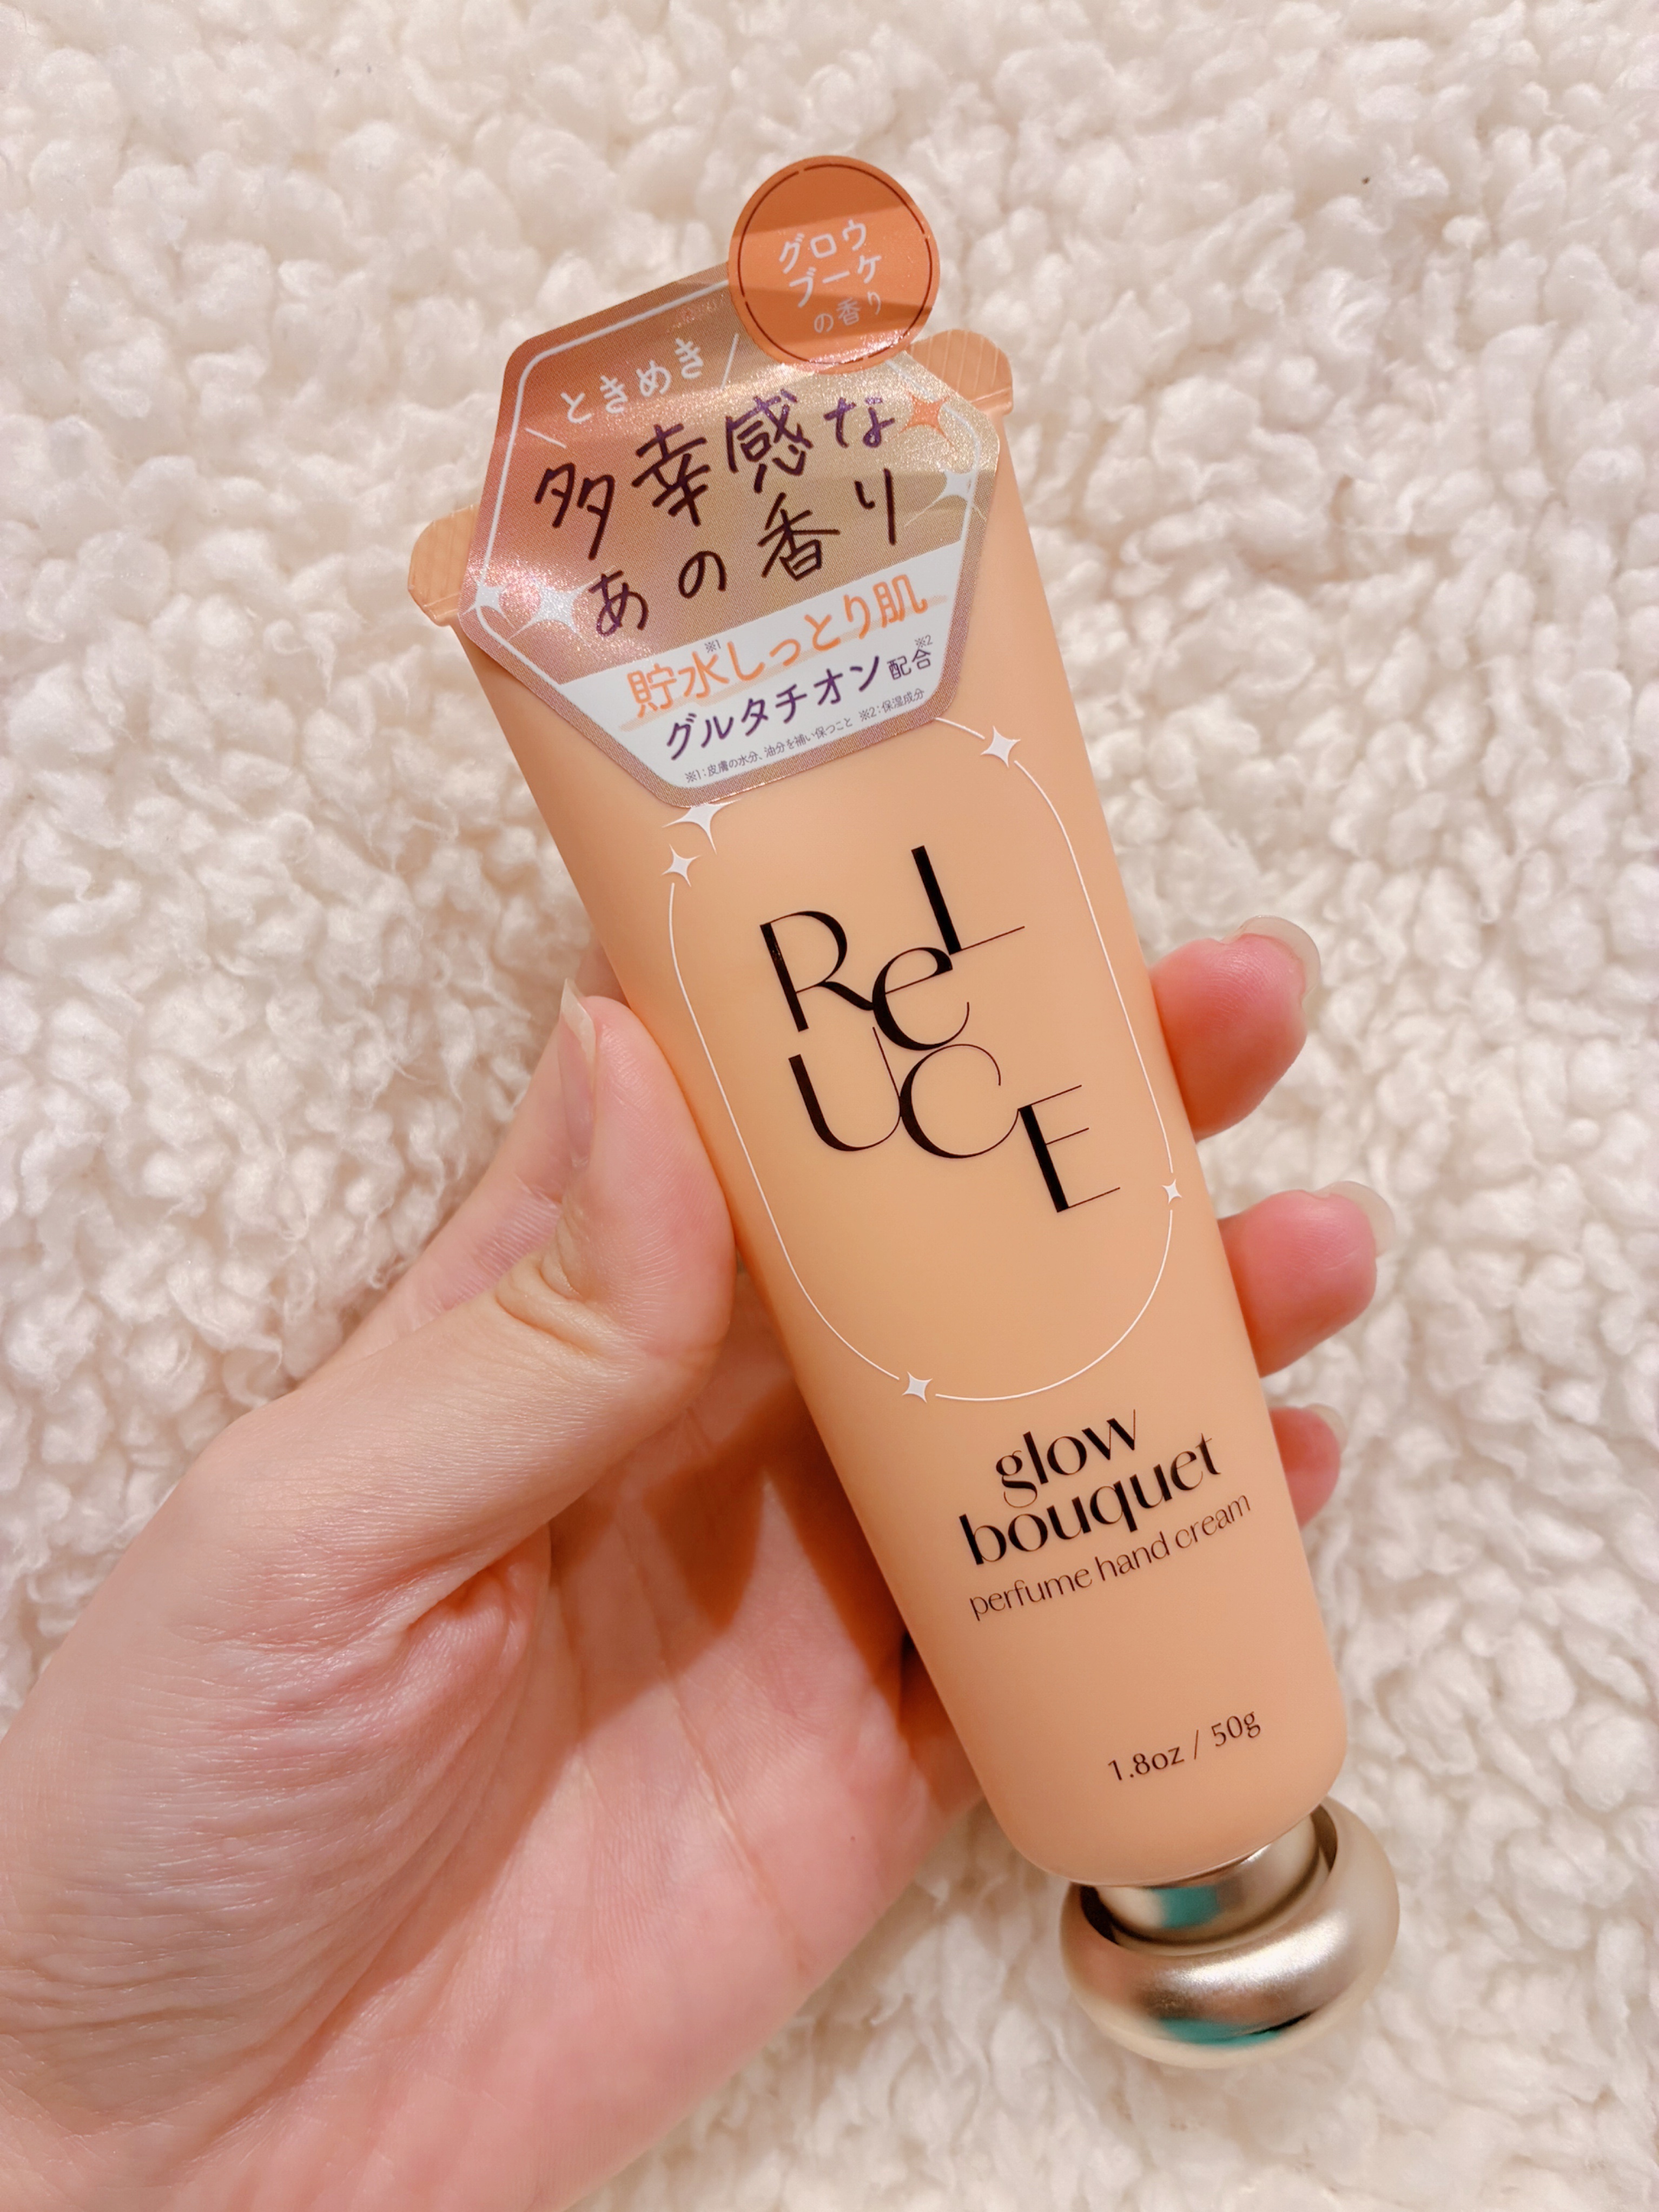 グロウ
ブーケ
の香り
\ときめき/
多幸感な
あの香り
貯水しっとり肌※1
グルタチオン配合※2
※1:皮膚の水分、油分を補い保つこと ※2:保湿成分
ReL
UCE
glow
bouquet
perfume hand cream
1.8oz / 50g